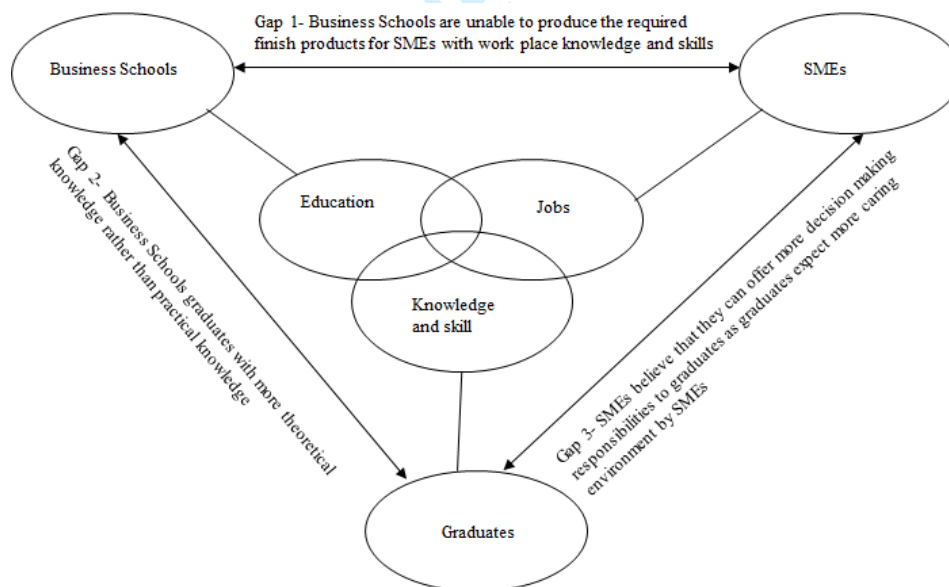 Gap 1- Business Schools are unable to produce the required
finish products for SMEs with work place knowledge and skills
Business Schools
SMEs
Education
Jobs
Knowledge
and skill
Gap 2- Business Schools graduates with more theoretical
knowledge rather than practical knowledge
Gap 3- SMEs believe that they can offer more decision making
responsibilities to graduates as graduates expect more caring
environment by SMEs
Graduates